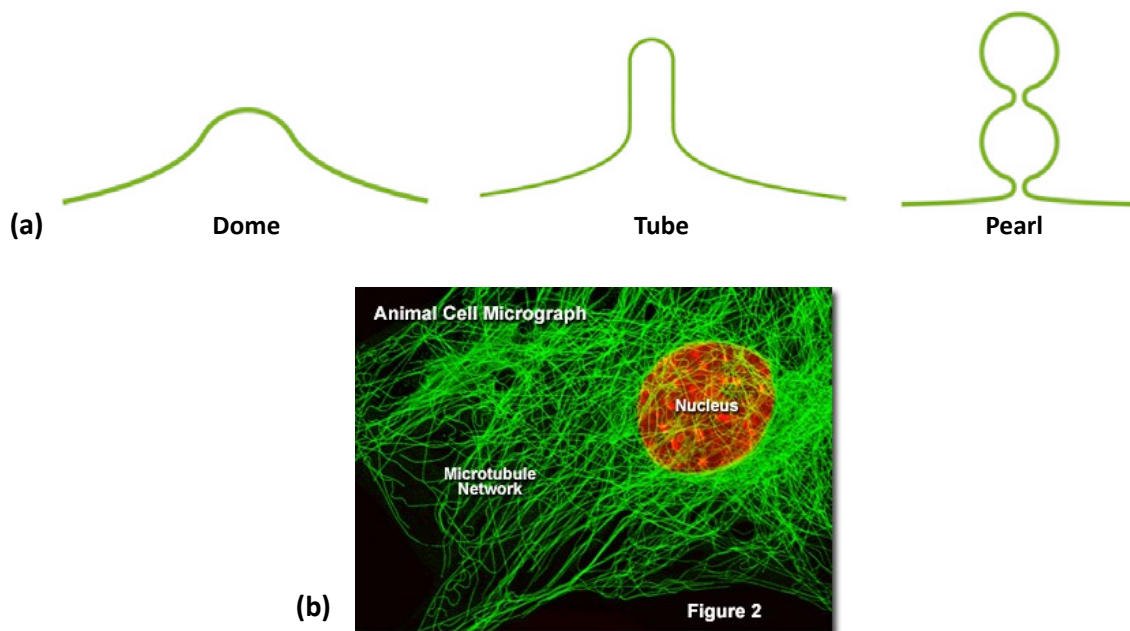 (a)
Dome
Tube
Pearl
Animal Cell Micrograph
Nucleus
Microtubule
Network
(b)
Figure 2